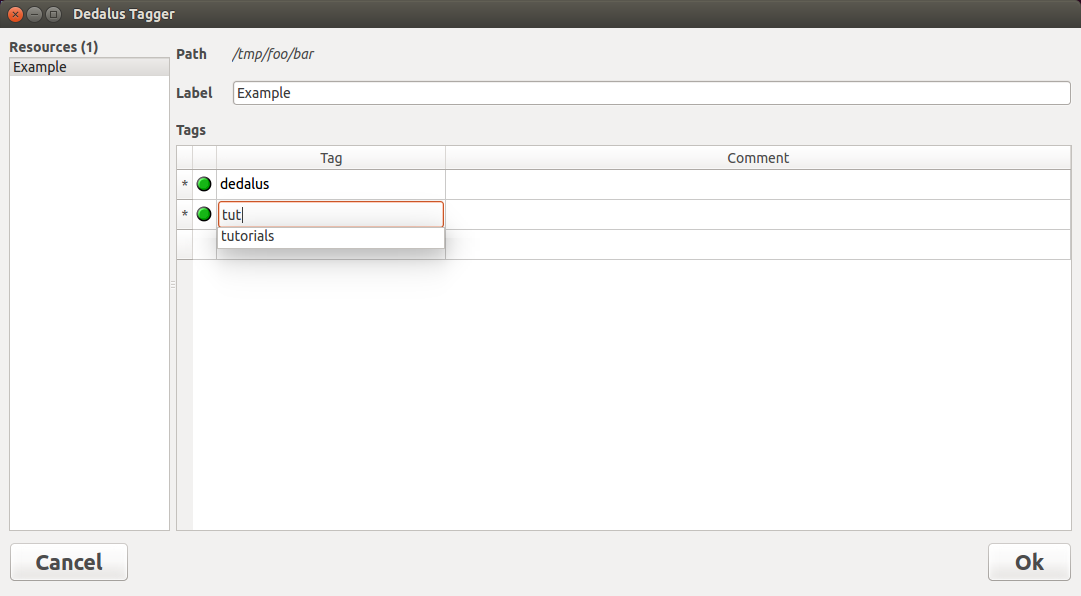 Dedalus Tagger
Resources (1)
Example
Path /tmp/foo/bar
Label Example
Tags
Tag Comment
* dedalus
* tut
tutorials
Cancel Ok